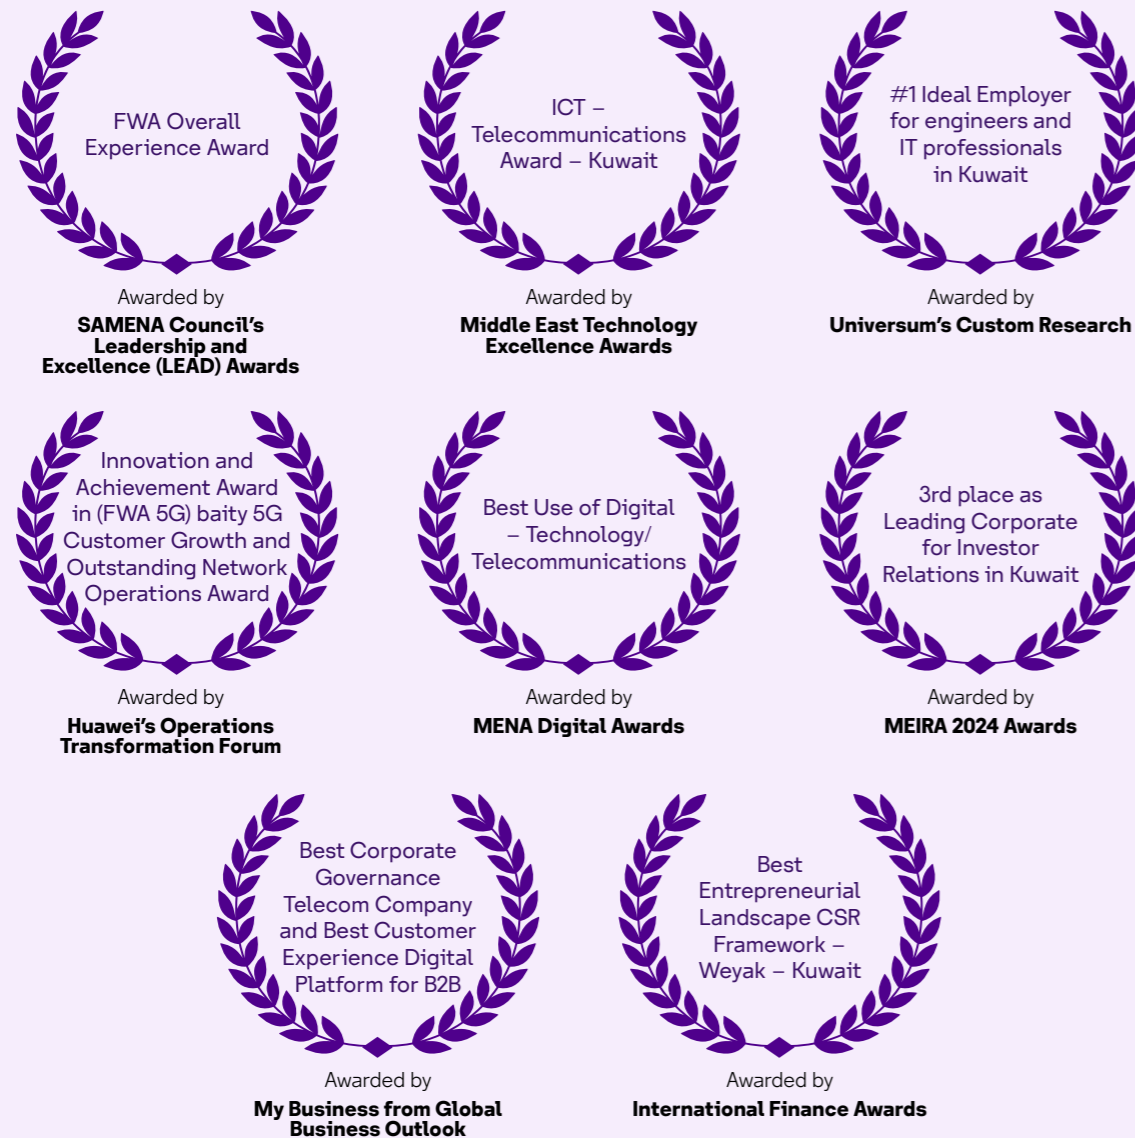 FWA Overall
Experience Award
Awarded by
SAMENA Council's
Leadership and
Excellence (LEAD) Awards
ICT –
Telecommunications
Award – Kuwait
Awarded by
Middle East Technology
Excellence Awards
#1 Ideal Employer
for engineers and
IT professionals
in Kuwait
Awarded by
Universum's Custom Research
Innovation and
Achievement Award
in (FWA 5G) baity 5G
Customer Growth and
Outstanding Network
Operations Award
Awarded by
Huawei's Operations
Transformation Forum
Best Use of Digital
– Technology/
Telecommunications
Awarded by
MENA Digital Awards
3rd place as
Leading Corporate
for Investor
Relations in Kuwait
Awarded by
MEIRA 2024 Awards
Best Corporate
Governance
Telecom Company
and Best Customer
Experience Digital
Platform for B2B
Awarded by
My Business from Global
Business Outlook
Best
Entrepreneurial
Landscape CSR
Framework –
Weyak – Kuwait
Awarded by
International Finance Awards